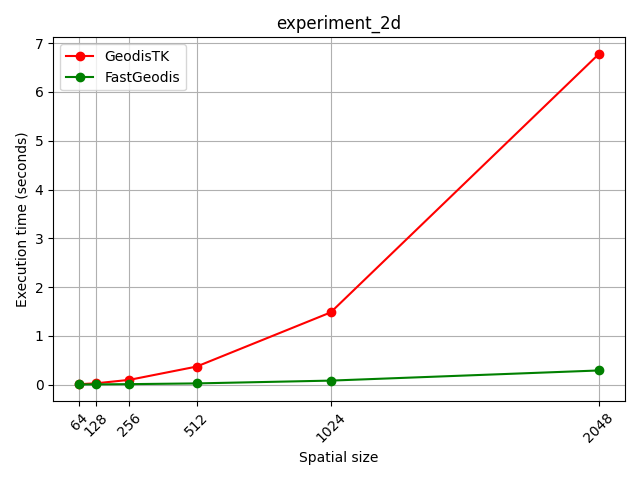 experiment_2d
GeodisTK
FastGeodis
Execution time (seconds)
7
6
5
4
3
2
1
0
64
128
256
512
1024
2048
Spatial size